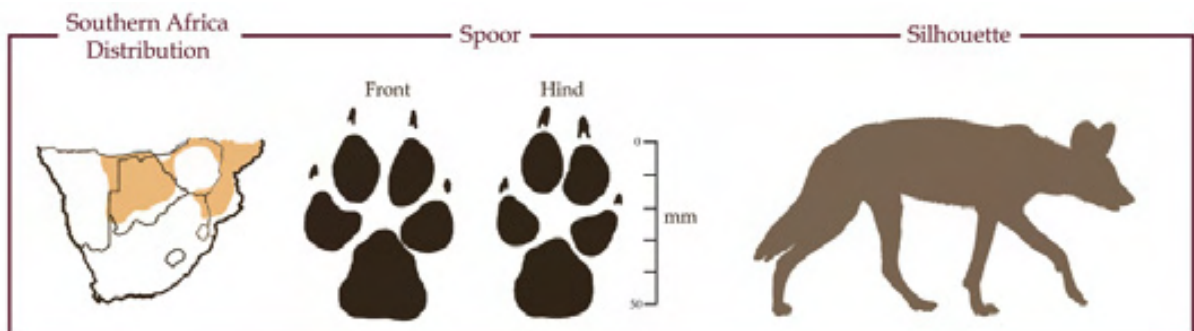 Southern Africa
Distribution
Spoor
Silhouette
Front
Hind
0
mm
50